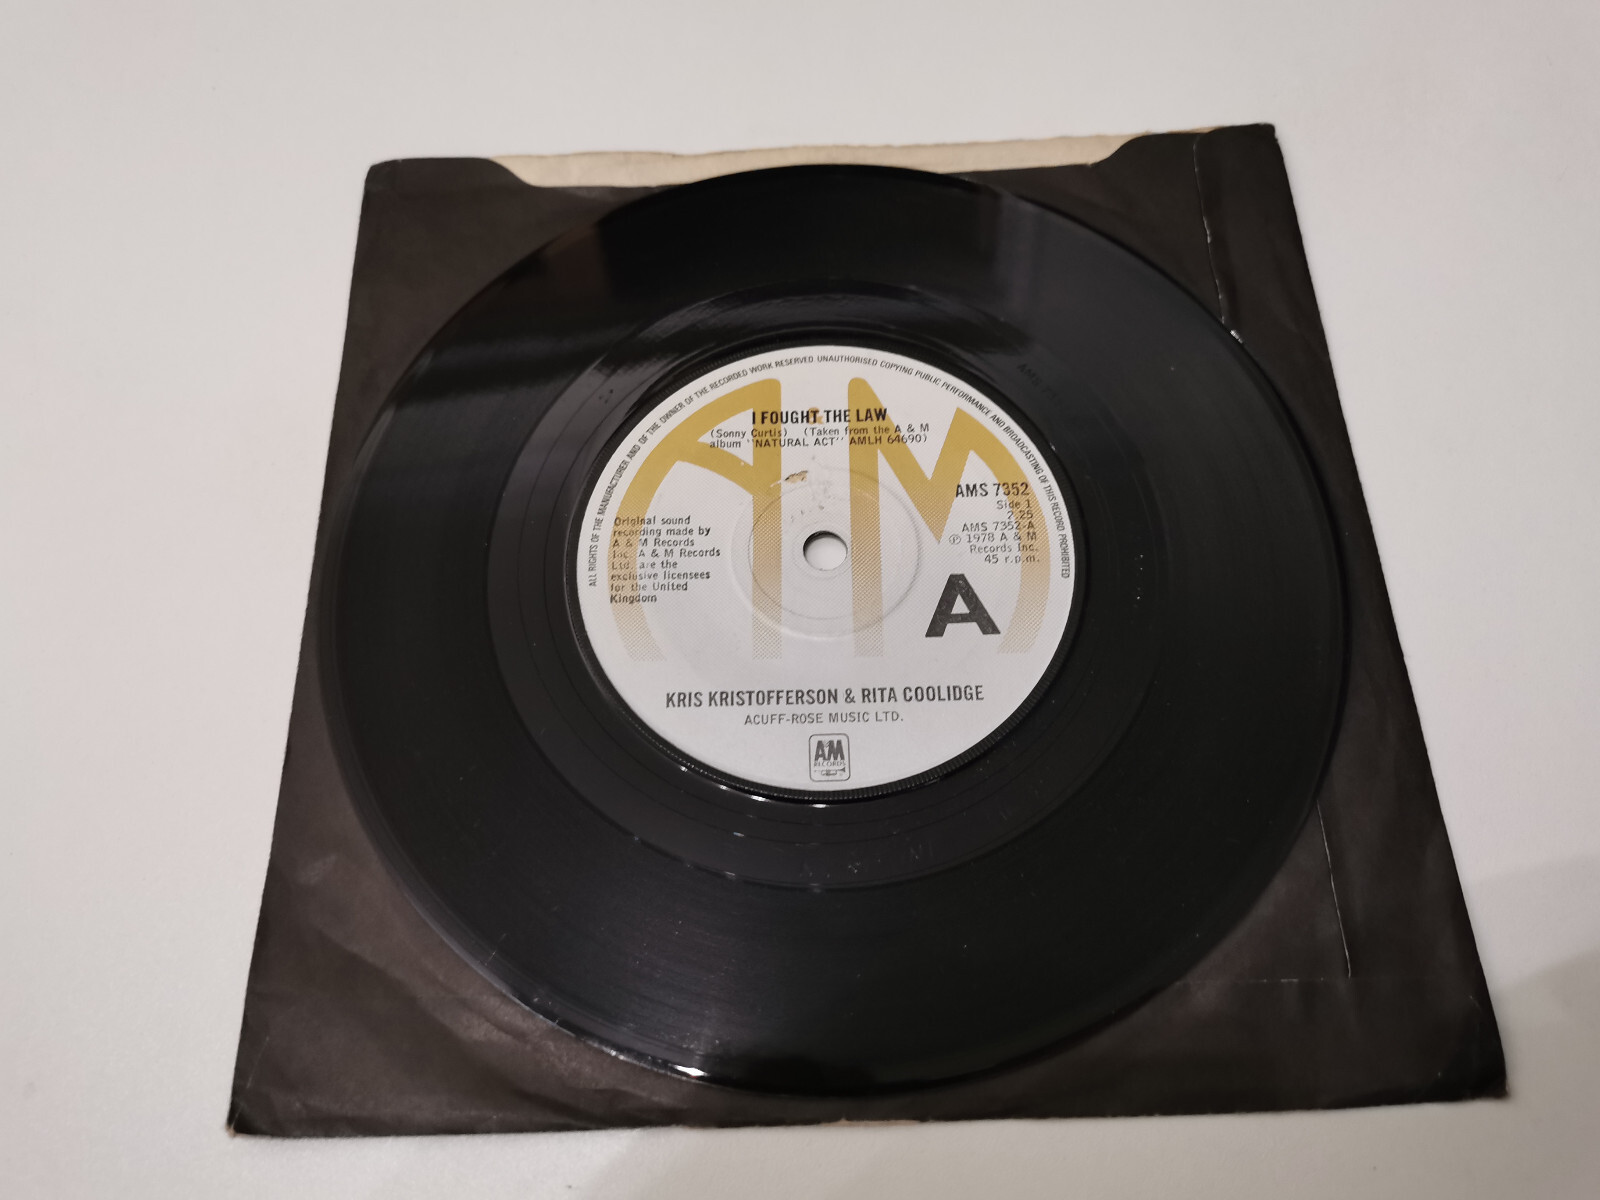 ALL RIGHTS OF THE MANUFACTURER AND OF THE OWNER OF THE RECORDED WORK RESERVED UNAUTHORISED COPYING PUBLIC PERFORMANCE AND BROADCASTING OF THIS RECORD PROHIBITED
I FOUGHT THE LAW
(Sonny Curtis) (Taken from the A & M
album "NATURAL ACT" AMLH 64690)
AMS 7352
Side 1
2.25
AMS 7352-A
℗ 1978 A & M
Records Inc.
45 r.p.m.
Original sound
recording made by
A & M Records
Inc. A & M Records
Ltd. are the
exclusive licensees
for the United
Kingdom
A
KRIS KRISTOFFERSON & RITA COOLIDGE
ACUFF-ROSE MUSIC LTD.
AM
RECORDS